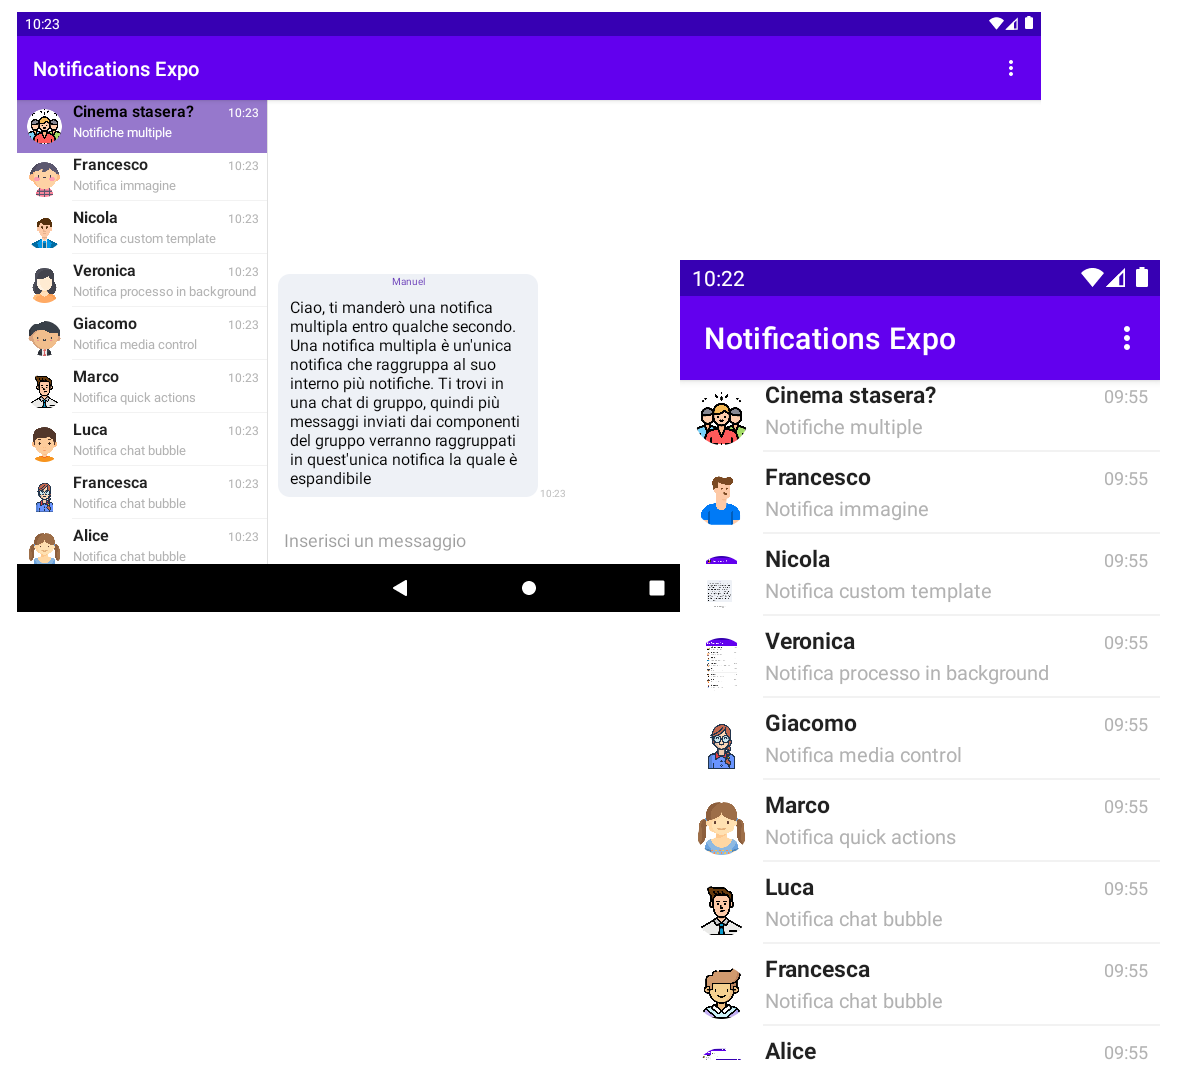 10:23
Notifications Expo
Cinema stasera? 10:23
Notifiche multiple
Francesco 10:23
Notifica immagine
Nicola 10:23
Notifica custom template
Veronica 10:23
Notifica processo in background
Giacomo 10:23
Notifica media control
Marco 10:23
Notifica quick actions
Luca 10:23
Notifica chat bubble
Francesca 10:23
Notifica chat bubble
Alice 10:23
Notifica chat bubble
Manuel
Ciao, ti manderò una notifica
multipla entro qualche secondo.
Una notifica multipla è un'unica
notifica che raggruppa al suo
interno più notifiche. Ti trovi in
una chat di gruppo, quindi più
messaggi inviati dai componenti
del gruppo verranno raggruppati
in quest'unica notifica la quale è
espandibile
10:23
Inserisci un messaggio
10:22
Notifications Expo
Cinema stasera? 09:55
Notifiche multiple
Francesco 09:55
Notifica immagine
Nicola 09:55
Notifica custom template
Veronica 09:55
Notifica processo in background
Giacomo 09:55
Notifica media control
Marco 09:55
Notifica quick actions
Luca 09:55
Notifica chat bubble
Francesca 09:55
Notifica chat bubble
Alice 09:55